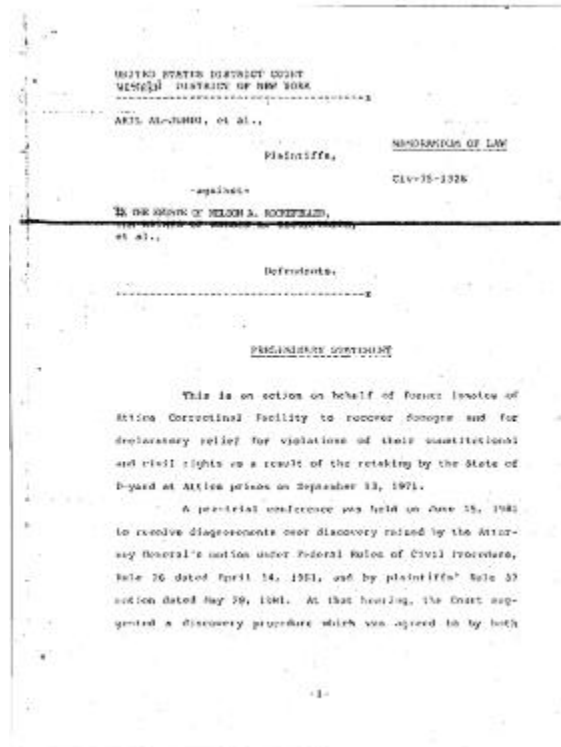 UNITED STATES DISTRICT COURT
WESTERN DISTRICT OF NEW YORK
-------------------------------------x
AKIL AL-JUNDI, et al.,
MEMORANDUM OF LAW
Plaintiffs,
Civ-75-132
-against-
THE ESTATE OF NELSON A. ROCKEFELLER,
et al.,
Defendants.
-------------------------------------x
PRELIMINARY STATEMENT
This is an action on behalf of former inmates of
Attica Correctinal Facility to recover damages and for
declaratory relief for violations of their constitutional
and civil rights as a result of the retaking by the State of
D-yard at Attica prison on September 13, 1971.
A pre-trial conference was held on June 15, 1981
to resolve disagreements over discovery raised by the Attor-
ney General's motion under Federal Rules of Civil Procedure,
Rule 26 dated April 14, 1981, and by plaintiffs' Rule 37
motion dated May 29, 1981. At that hearing, the Court sug-
gested a discovery procedure which was agreed to by both
-1-